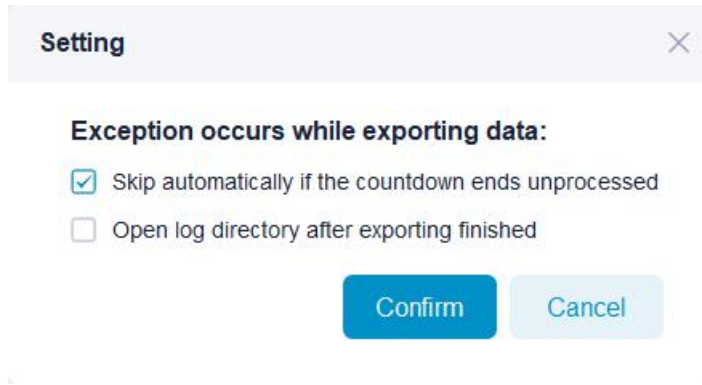 Setting
Exception occurs while exporting data:
Skip automatically if the countdown ends unprocessed
Open log directory after exporting finished
Confirm Cancel